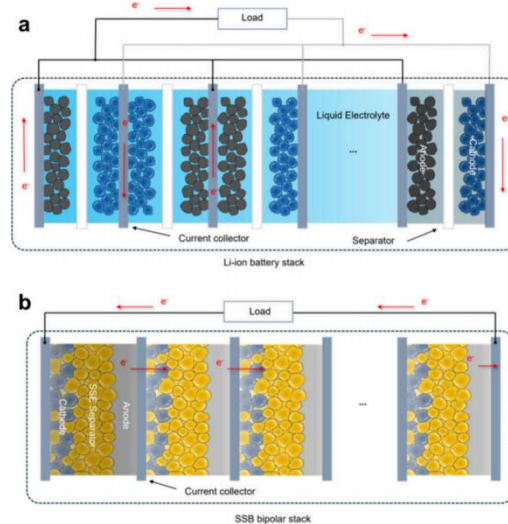 a
Load
e⁻
e⁻
e⁻
e⁻
e⁻
e⁻
Liquid Electrolyte
...
Anode
Cathode
Current collector
Separator
Li-ion battery stack
b
e⁻
Load
e⁻
Cathode
SSE Separator
Anode
e⁻
e⁻
e⁻
...
Current collector
SSB bipolar stack